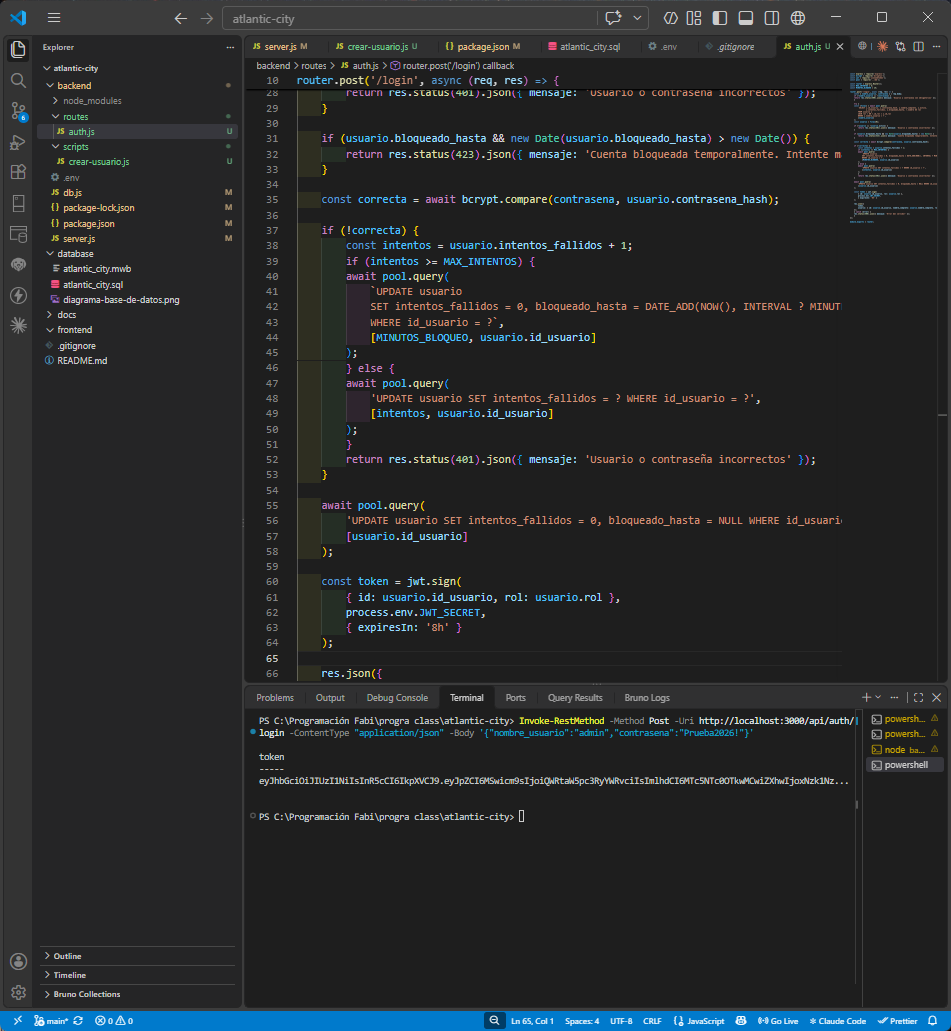 atlantic-city
Explorer
atlantic-city
backend
node_modules
routes
JS auth.js U
scripts
JS crear-usuario.js U
.env
JS db.js M
{} package-lock.json M
{} package.json M
JS server.js M
database
atlantic_city.mwb
atlantic_city.sql
diagrama-base-de-datos.png
docs
frontend
.gitignore
README.md
Outline
Timeline
Bruno Collections
JS server.js M
JS crear-usuario.js U
{} package.json M
atlantic_city.sql
.env
.gitignore
JS auth.js U
backend > routes > JS auth.js > router.post('/login') callback
10 router.post('/login', async (req, res) => {
28 return res.status(401).json({ mensaje: 'Usuario o contraseña incorrectos' });
29 }
30
31 if (usuario.bloqueado_hasta && new Date(usuario.bloqueado_hasta) > new Date()) {
32 return res.status(423).json({ mensaje: 'Cuenta bloqueada temporalmente. Intente m
33 }
34
35 const correcta = await bcrypt.compare(contrasena, usuario.contrasena_hash);
36
37 if (!correcta) {
38 const intentos = usuario.intentos_fallidos + 1;
39 if (intentos >= MAX_INTENTOS) {
40 await pool.query(
41 `UPDATE usuario
42 SET intentos_fallidos = 0, bloqueado_hasta = DATE_ADD(NOW(), INTERVAL ? MINUT
43 WHERE id_usuario = ?`,
44 [MINUTOS_BLOQUEO, usuario.id_usuario]
45 );
46 } else {
47 await pool.query(
48 'UPDATE usuario SET intentos_fallidos = ? WHERE id_usuario = ?',
49 [intentos, usuario.id_usuario]
50 );
51 }
52 return res.status(401).json({ mensaje: 'Usuario o contraseña incorrectos' });
53 }
54
55 await pool.query(
56 'UPDATE usuario SET intentos_fallidos = 0, bloqueado_hasta = NULL WHERE id_usuari
57 [usuario.id_usuario]
58 );
59
60 const token = jwt.sign(
61 { id: usuario.id_usuario, rol: usuario.rol },
62 process.env.JWT_SECRET,
63 { expiresIn: '8h' }
64 );
65
66 res.json({
Problems Output Debug Console Terminal Ports Query Results Bruno Logs
PS C:\Programación Fabi\progra class\atlantic-city> Invoke-RestMethod -Method Post -Uri http://localhost:3000/api/auth/
login -ContentType "application/json" -Body '{"nombre_usuario":"admin","contrasena":"Prueba2026!"}'
token
-----
PS C:\Programación Fabi\progra class\atlantic-city>
powersh...
powersh...
node ba...
powershell
6
main* 0 0
Ln 65, Col 1 Spaces: 4 UTF-8 CRLF {} JavaScript Go Live Claude Code Prettier